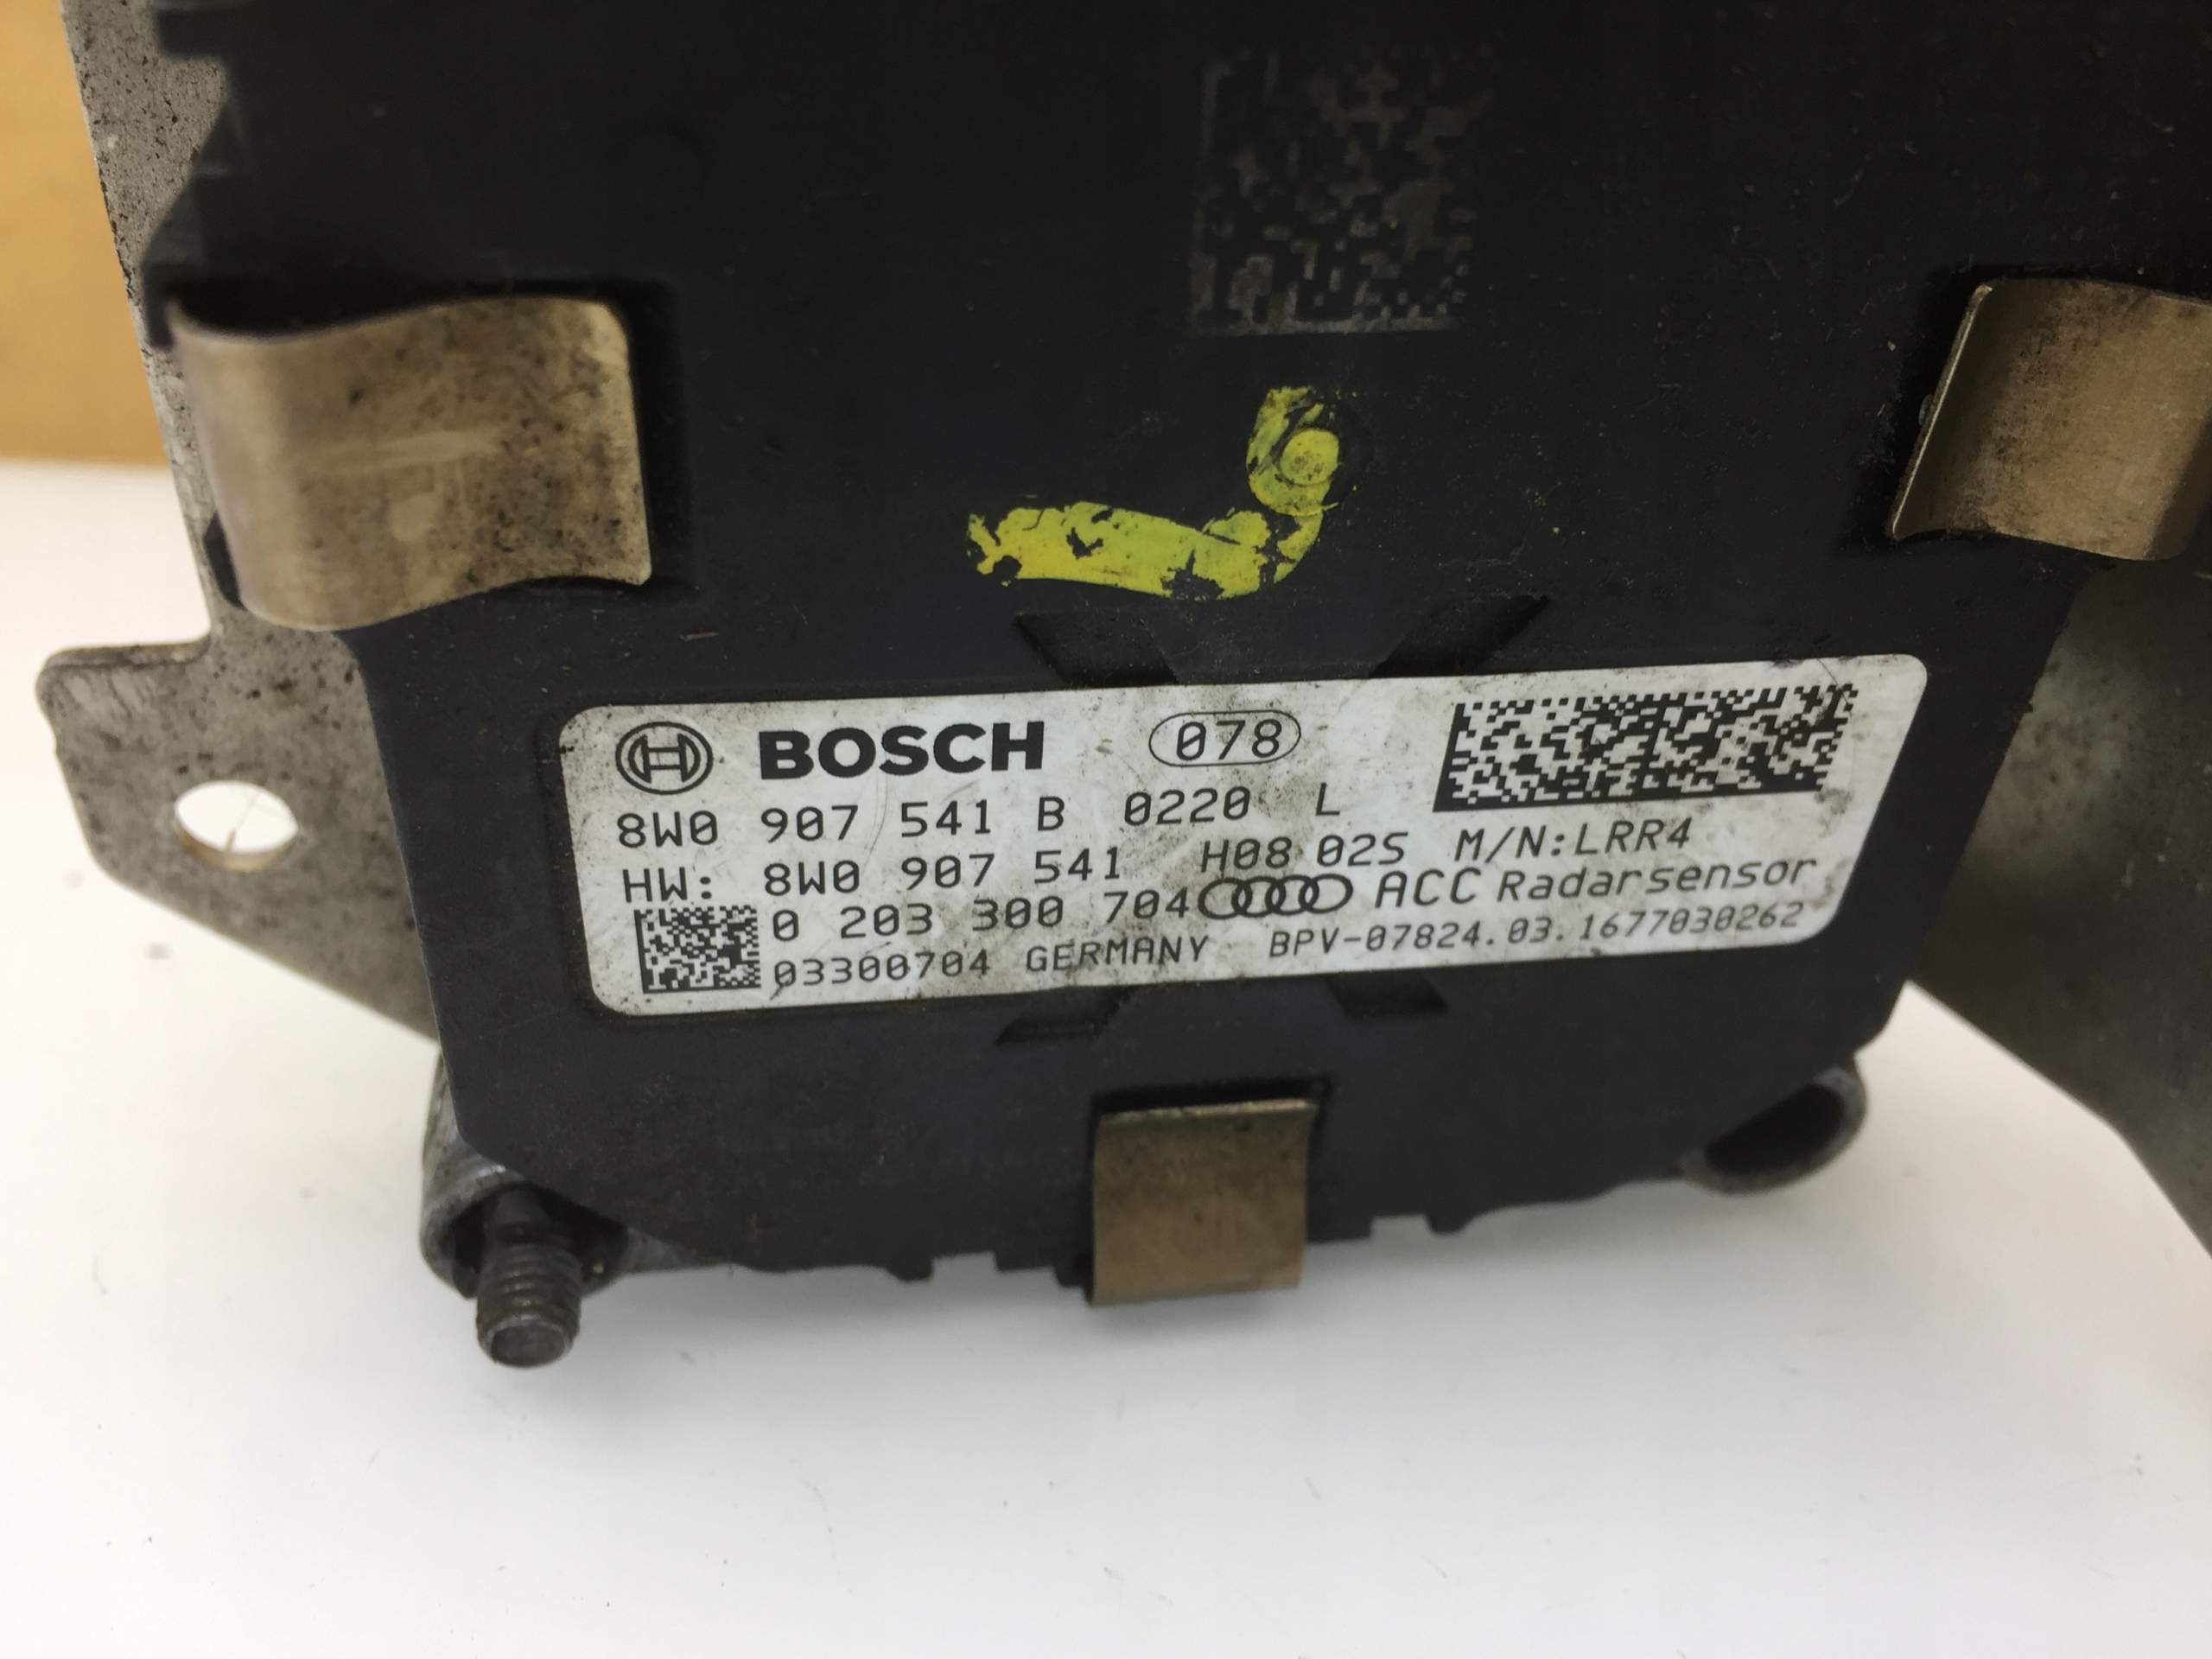 BOSCH 078
8W0 907 541 B 0220 L
HW: 8W0 907 541 H08 02S M/N:LRR4
0 203 300 704 ACC Radarsensor
03300704 GERMANY BPV-07824.03.1677030262